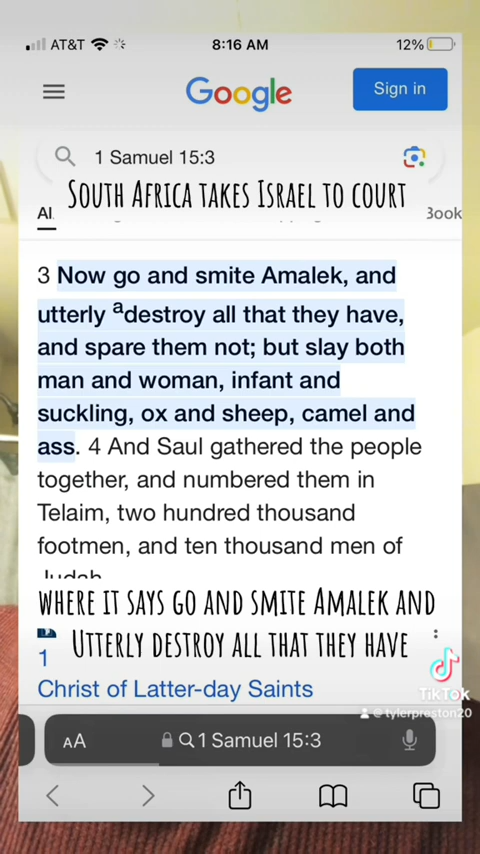 AT&T 8:16 AM 12%
Google
Sign in
1 Samuel 15:3
SOUTH AFRICA TAKES ISRAEL TO COURT
Al
Book
3 Now go and smite Amalek, and
utterly adestroy all that they have,
and spare them not; but slay both
man and woman, infant and
suckling, ox and sheep, camel and
ass. 4 And Saul gathered the people
together, and numbered them in
Telaim, two hundred thousand
footmen, and ten thousand men of
Judah
WHERE IT SAYS GO AND SMITE AMALEK AND
UTTERLY DESTROY ALL THAT THEY HAVE
1
Christ of Latter-day Saints
TikTok
@tylerpreston20
AA 1 Samuel 15:3